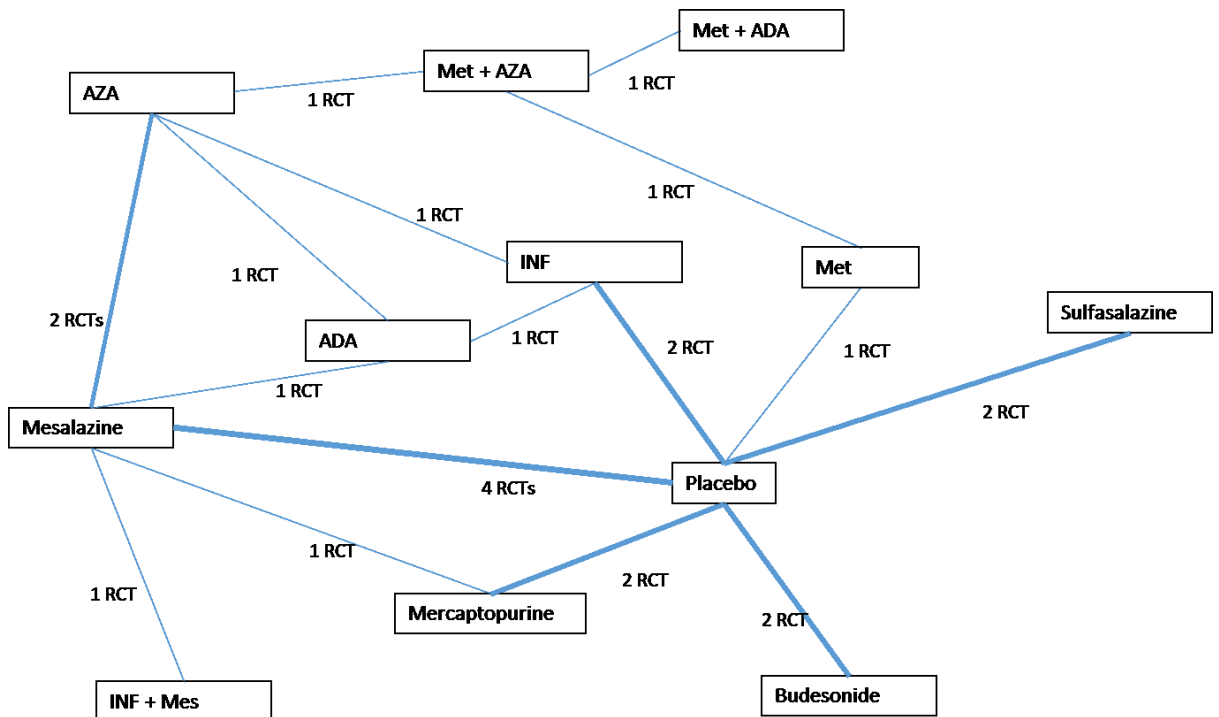 Met + ADA
Met + AZA
1 RCT
AZA
1 RCT
1 RCT
1 RCT
INF
Met
1 RCT
Sulfasalazine
2 RCTs
ADA
1 RCT
2 RCT
1 RCT
1 RCT
2 RCT
Mesalazine
4 RCTs
Placebo
1 RCT
2 RCT
1 RCT
Mercaptopurine
2 RCT
INF + Mes
Budesonide